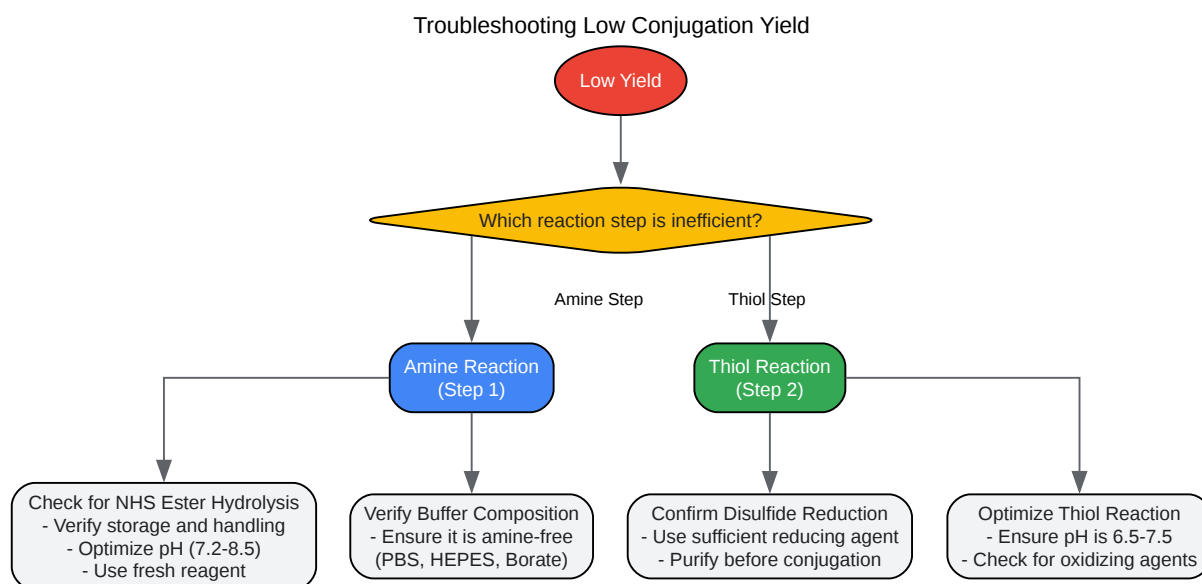 Troubleshooting Low Conjugation Yield
Low Yield
Which reaction step is inefficient?
Amine Step
Thiol Step
Amine Reaction
(Step 1)
Thiol Reaction
(Step 2)
Check for NHS Ester Hydrolysis
- Verify storage and handling
- Optimize pH (7.2-8.5)
- Use fresh reagent
Verify Buffer Composition
- Ensure it is amine-free
(PBS, HEPES, Borate)
Confirm Disulfide Reduction
- Use sufficient reducing agent
- Purify before conjugation
Optimize Thiol Reaction
- Ensure pH is 6.5-7.5
- Check for oxidizing agents